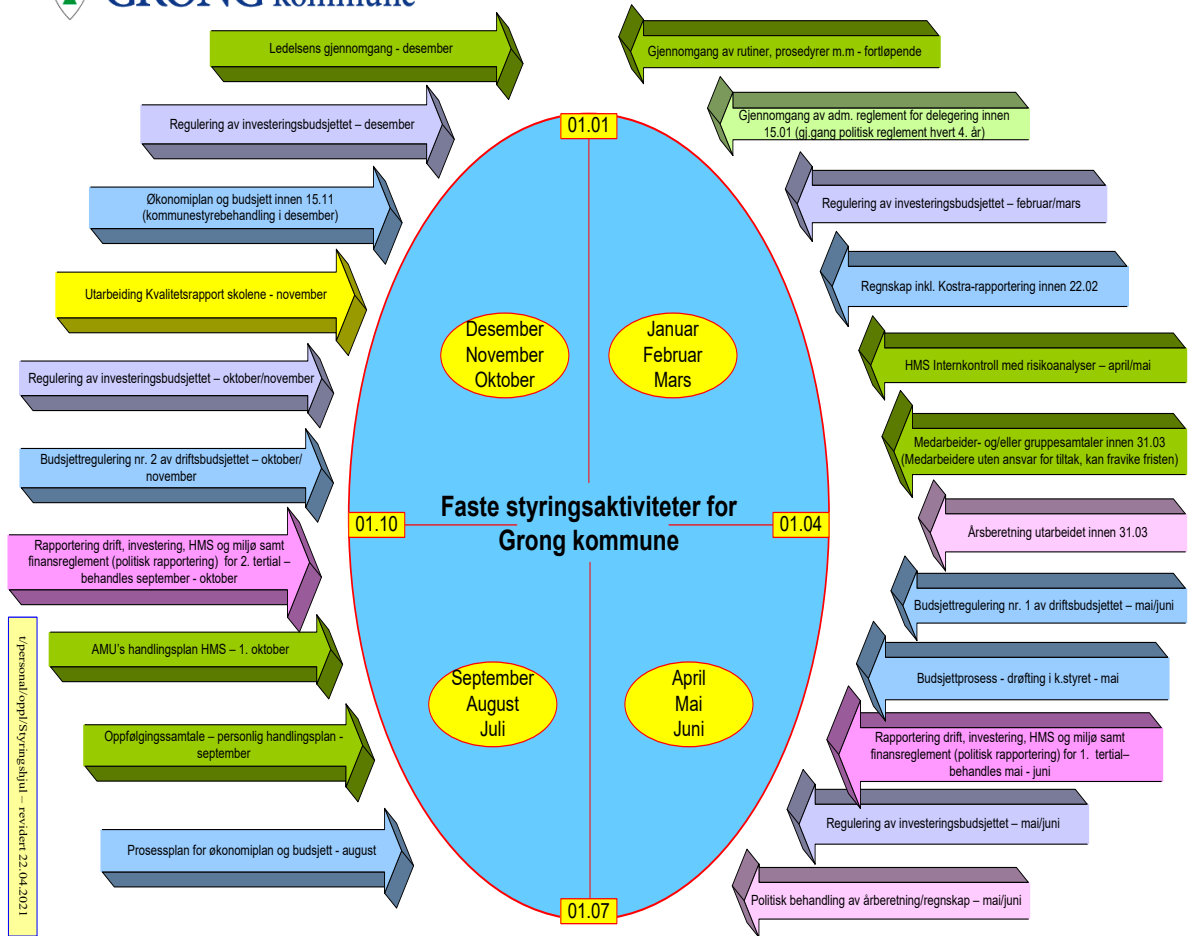 GRONG kommune
Ledelsens gjennomgang - desember
Gjennomgang av rutiner, prosedyrer m.m - fortløpende
Regulering av investeringsbudsjettet – desember
Gjennomgang av adm. reglement for delegering innen
15.01 (gj.gang politisk reglement hvert 4. år)
Økonomiplan og budsjett innen 15.11
(kommunestyrebehandling i desember)
Regulering av investeringsbudsjettet – februar/mars
Utarbeiding Kvalitetsrapport skolene - november
Regnskap inkl. Kostra-rapportering innen 22.02
Regulering av investeringsbudsjettet – oktober/november
HMS Internkontroll med risikoanalyser – april/mai
Budsjettregulering nr. 2 av driftsbudsjettet – oktober/
november
Medarbeider- og/eller gruppesamtaler innen 31.03
(Medarbeidere uten ansvar for tiltak, kan fravike fristen)
Rapportering drift, investering, HMS og miljø samt
finansreglement (politisk rapportering) for 2. tertial –
behandles september - oktober
Årsberetning utarbeidet innen 31.03
AMU's handlingsplan HMS – 1. oktober
Budsjettregulering nr. 1 av driftsbudsjettet – mai/juni
Budsjettprosess - drøfting i k.styret - mai
Oppfølgingssamtale – personlig handlingsplan -
september
Rapportering drift, investering, HMS og miljø samt
finansreglement (politisk rapportering) for 1. tertial–
behandles mai - juni
Prosessplan for økonomiplan og budsjett - august
Regulering av investeringsbudsjettet – mai/juni
Politisk behandling av årberetning/regnskap – mai/juni
01.01
Desember
November
Oktober
Januar
Februar
Mars
Faste styringsaktiviteter for
Grong kommune
01.10
01.04
September
August
Juli
April
Mai
Juni
01.07
t/personal/oppl/Styringshjul – revidert 22.04.2021